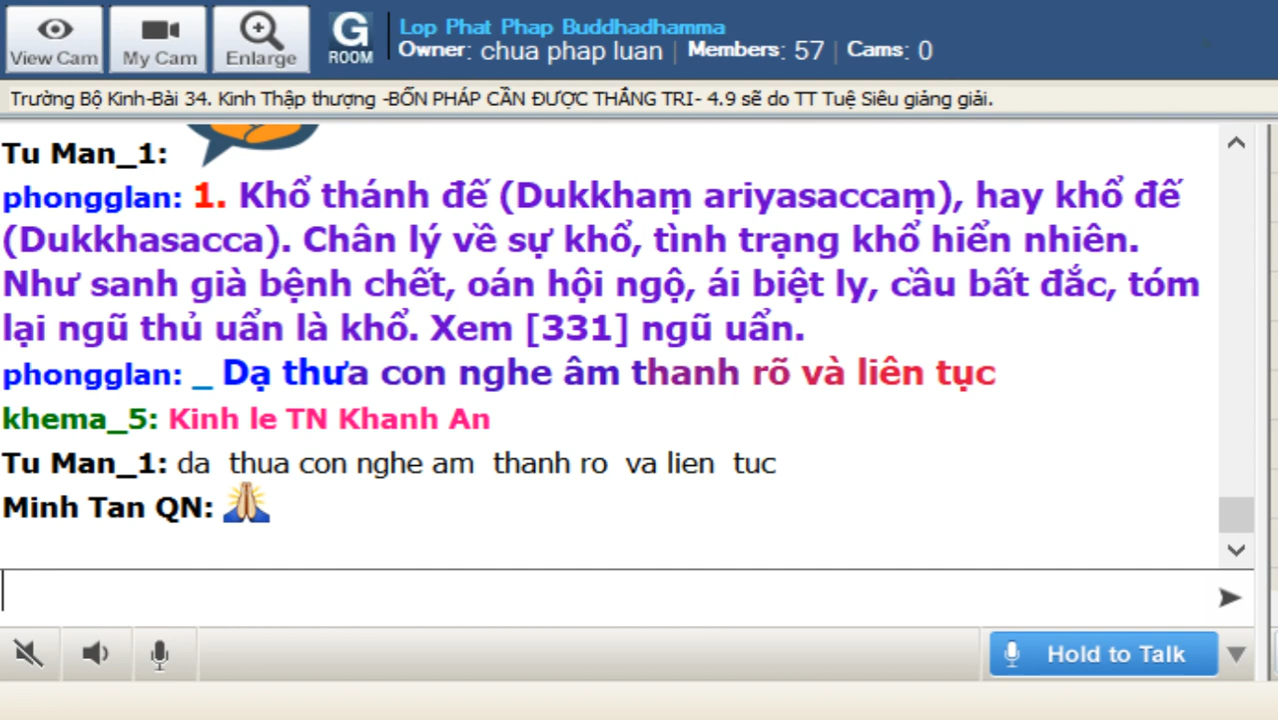 Lop Phat Phap Buddhadhamma
View Cam My Cam Enlarge G ROOM Owner: chua phap luan | Members: 57 | Cams: 0
Trường Bộ Kinh-Bài 34. Kinh Thập thượng -BỐN PHÁP CẦN ĐƯỢC THẮNG TRI- 4.9 sẽ do TT Tuệ Siêu giảng giải.
Tu Man_1:
phongglan: 1. Khổ thánh đế (Dukkhaṃ ariyasaccaṃ), hay khổ đế
(Dukkhasacca). Chân lý về sự khổ, tình trạng khổ hiển nhiên.
Như sanh già bệnh chết, oán hội ngộ, ái biệt ly, cầu bất đắc, tóm
lại ngũ thủ uẩn là khổ. Xem [331] ngũ uẩn.
phongglan: _ Dạ thưa con nghe âm thanh rõ và liên tục
khema_5: Kinh le TN Khanh An
Tu Man_1: da thua con nghe am thanh ro va lien tuc
Minh Tan QN:
Hold to Talk